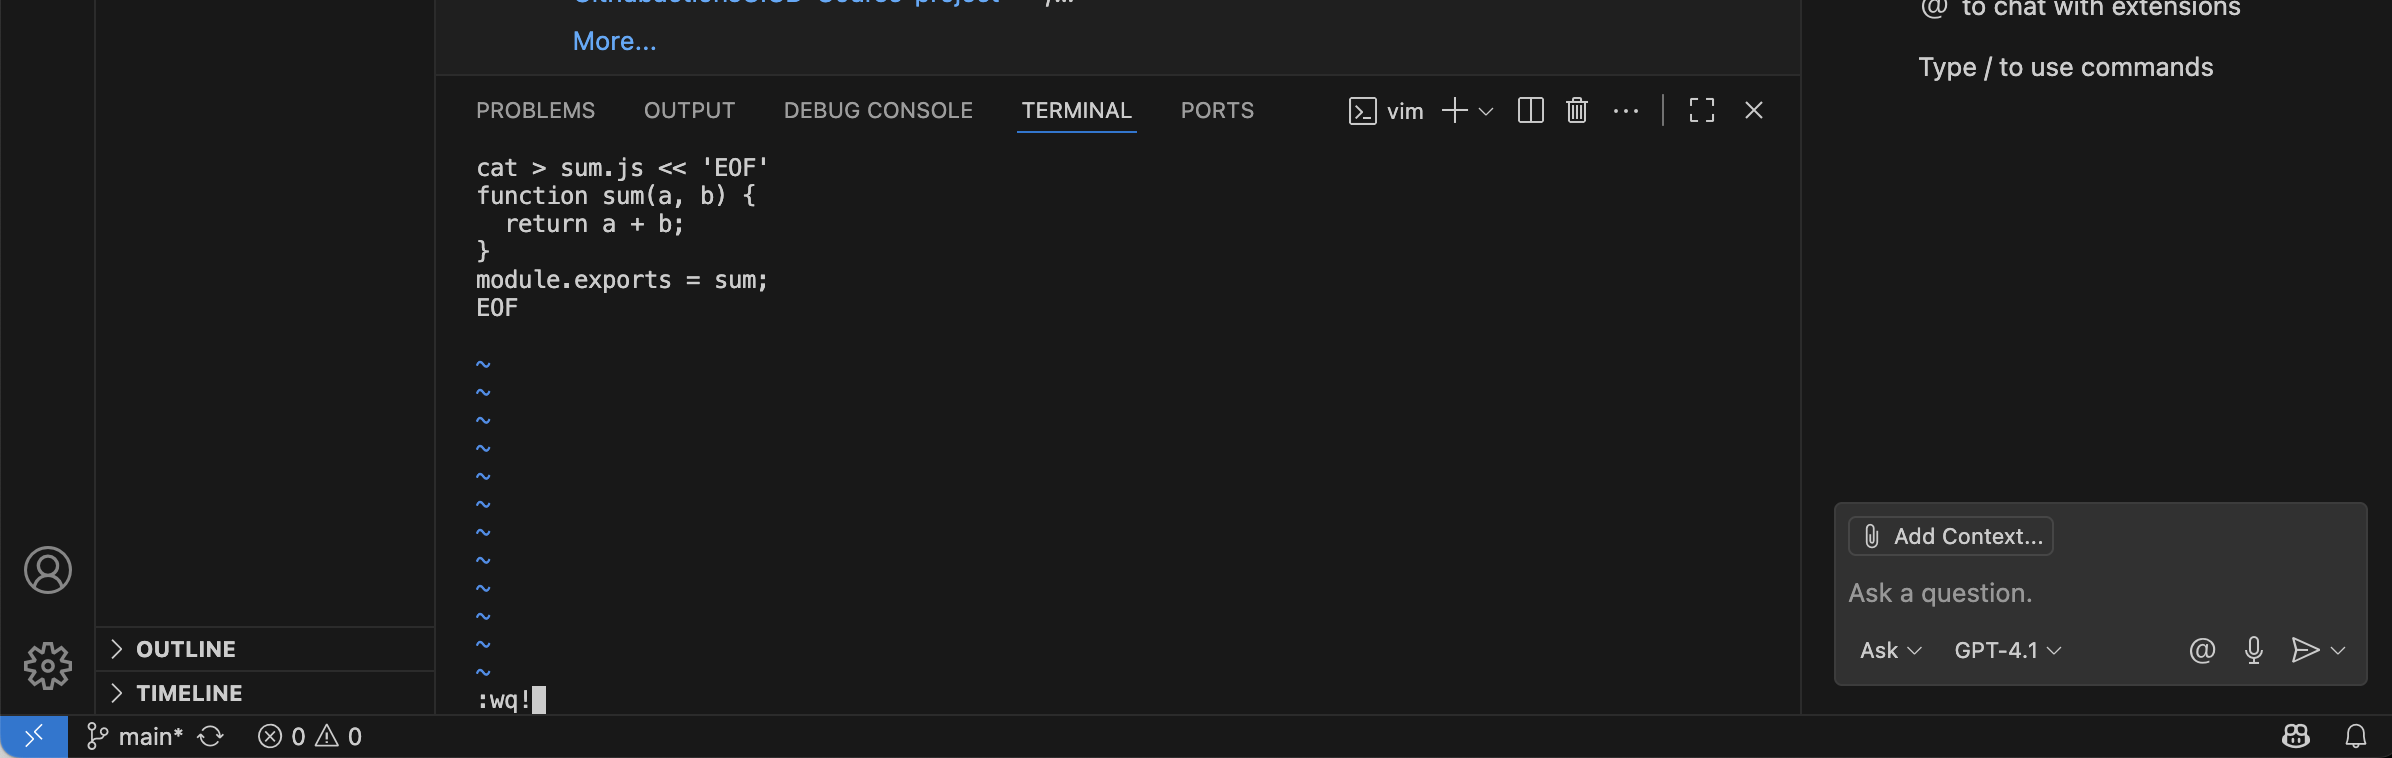 More...
@ to chat with extensions
Type / to use commands
PROBLEMS OUTPUT DEBUG CONSOLE TERMINAL PORTS vim
cat > sum.js << 'EOF'
function sum(a, b) {
  return a + b;
}
module.exports = sum;
EOF
~
~
~
~
~
~
~
~
~
~
~
~
:wq!
OUTLINE
TIMELINE
Add Context...
Ask a question.
Ask GPT-4.1 @
main* 0 0